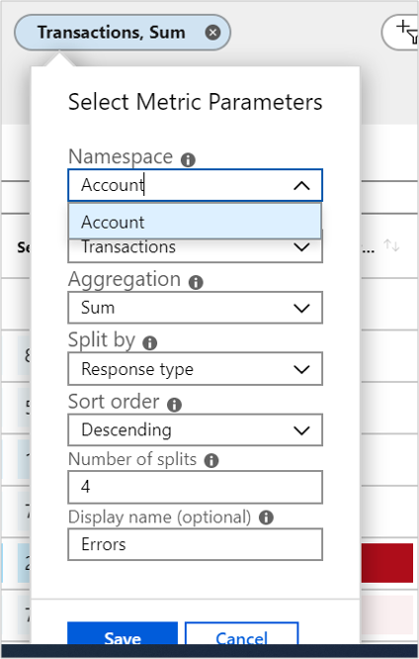 Transactions, Sum
Select Metric Parameters
Namespace
Account
Account
Transactions
Aggregation
Sum
Split by
Response type
Sort order
Descending
Number of splits
4
Display name (optional)
Errors
Save
Cancel